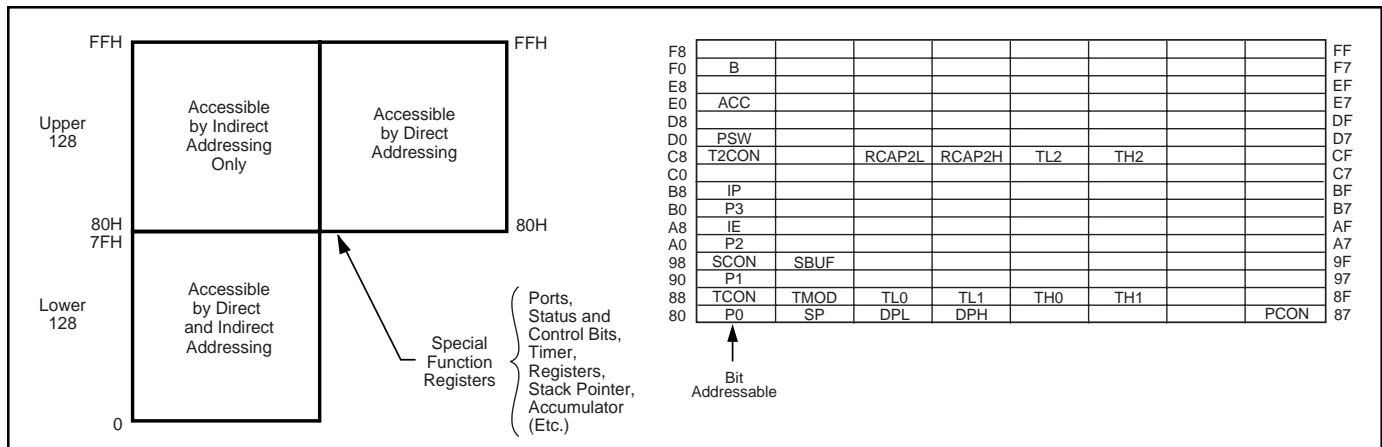 FFH
FFH
Upper
128
Accessible
by Indirect
Addressing
Only
Accessible
by Direct
Addressing
80H
80H
7FH
Lower
128
Accessible
by Direct
and Indirect
Addressing
0
Special
Function
Registers
Ports,
Status and
Control Bits,
Timer,
Registers,
Stack Pointer,
Accumulator
(Etc.)
F8 FF
F0 B F7
E8 EF
E0 ACC E7
D8 DF
D0 PSW D7
C8 T2CON RCAP2L RCAP2H TL2 TH2 CF
C0 C7
B8 IP BF
B0 P3 B7
A8 IE AF
A0 P2 A7
98 SCON SBUF 9F
90 P1 97
88 TCON TMOD TL0 TL1 TH0 TH1 8F
80 P0 SP DPL DPH PCON 87
Bit
Addressable